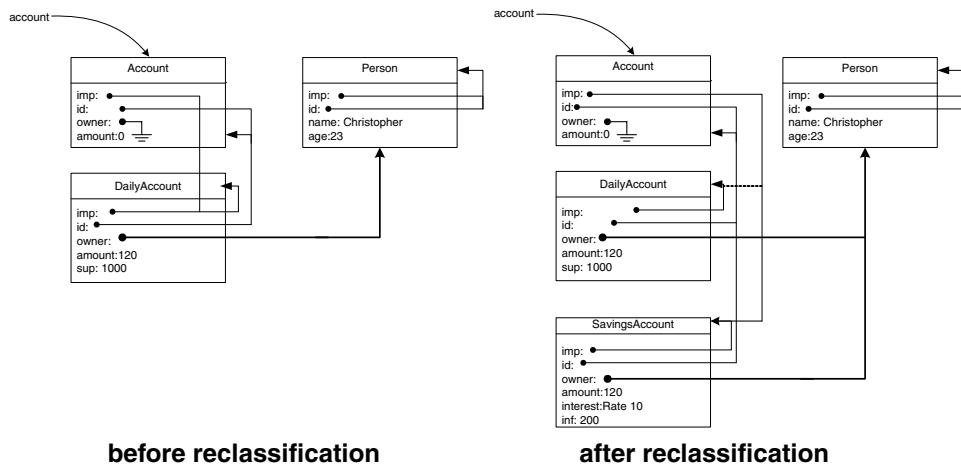 account
Account
imp:
id:
owner:
amount:0
Person
imp:
id:
name: Christopher
age:23
DailyAccount
imp:
id:
owner:
amount:120
sup: 1000
before reclassification
account
Account
imp:
id:
owner:
amount:0
Person
imp:
id:
name: Christopher
age:23
DailyAccount
imp:
id:
owner:
amount:120
sup: 1000
SavingsAccount
imp:
id:
owner:
amount:120
interest:Rate 10
inf: 200
after reclassification